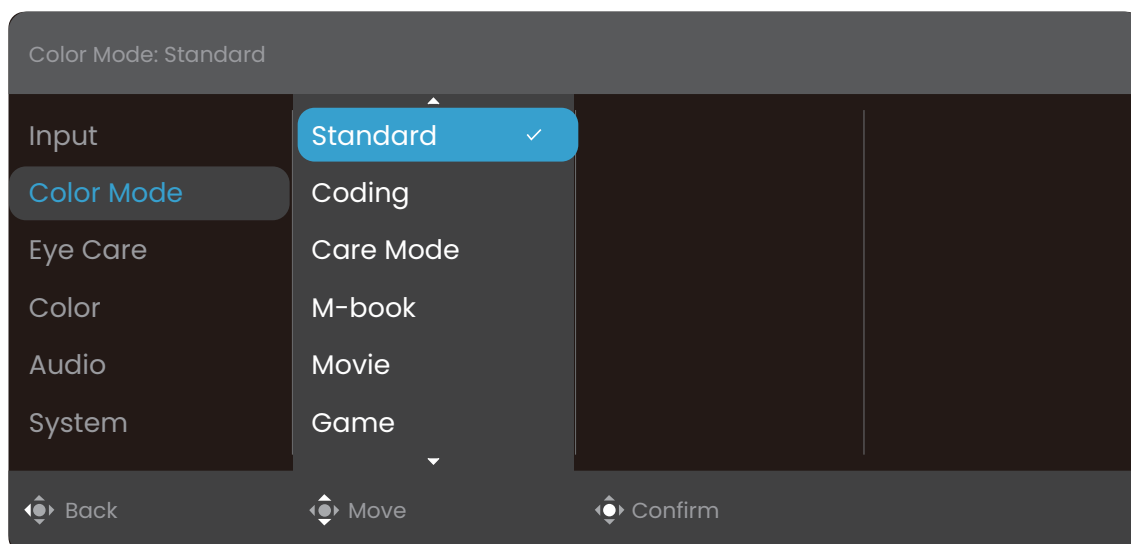 Color Mode: Standard
Input
Color Mode
Eye Care
Color
Audio
System
Standard
Coding
Care Mode
M-book
Movie
Game
Back
Move
Confirm